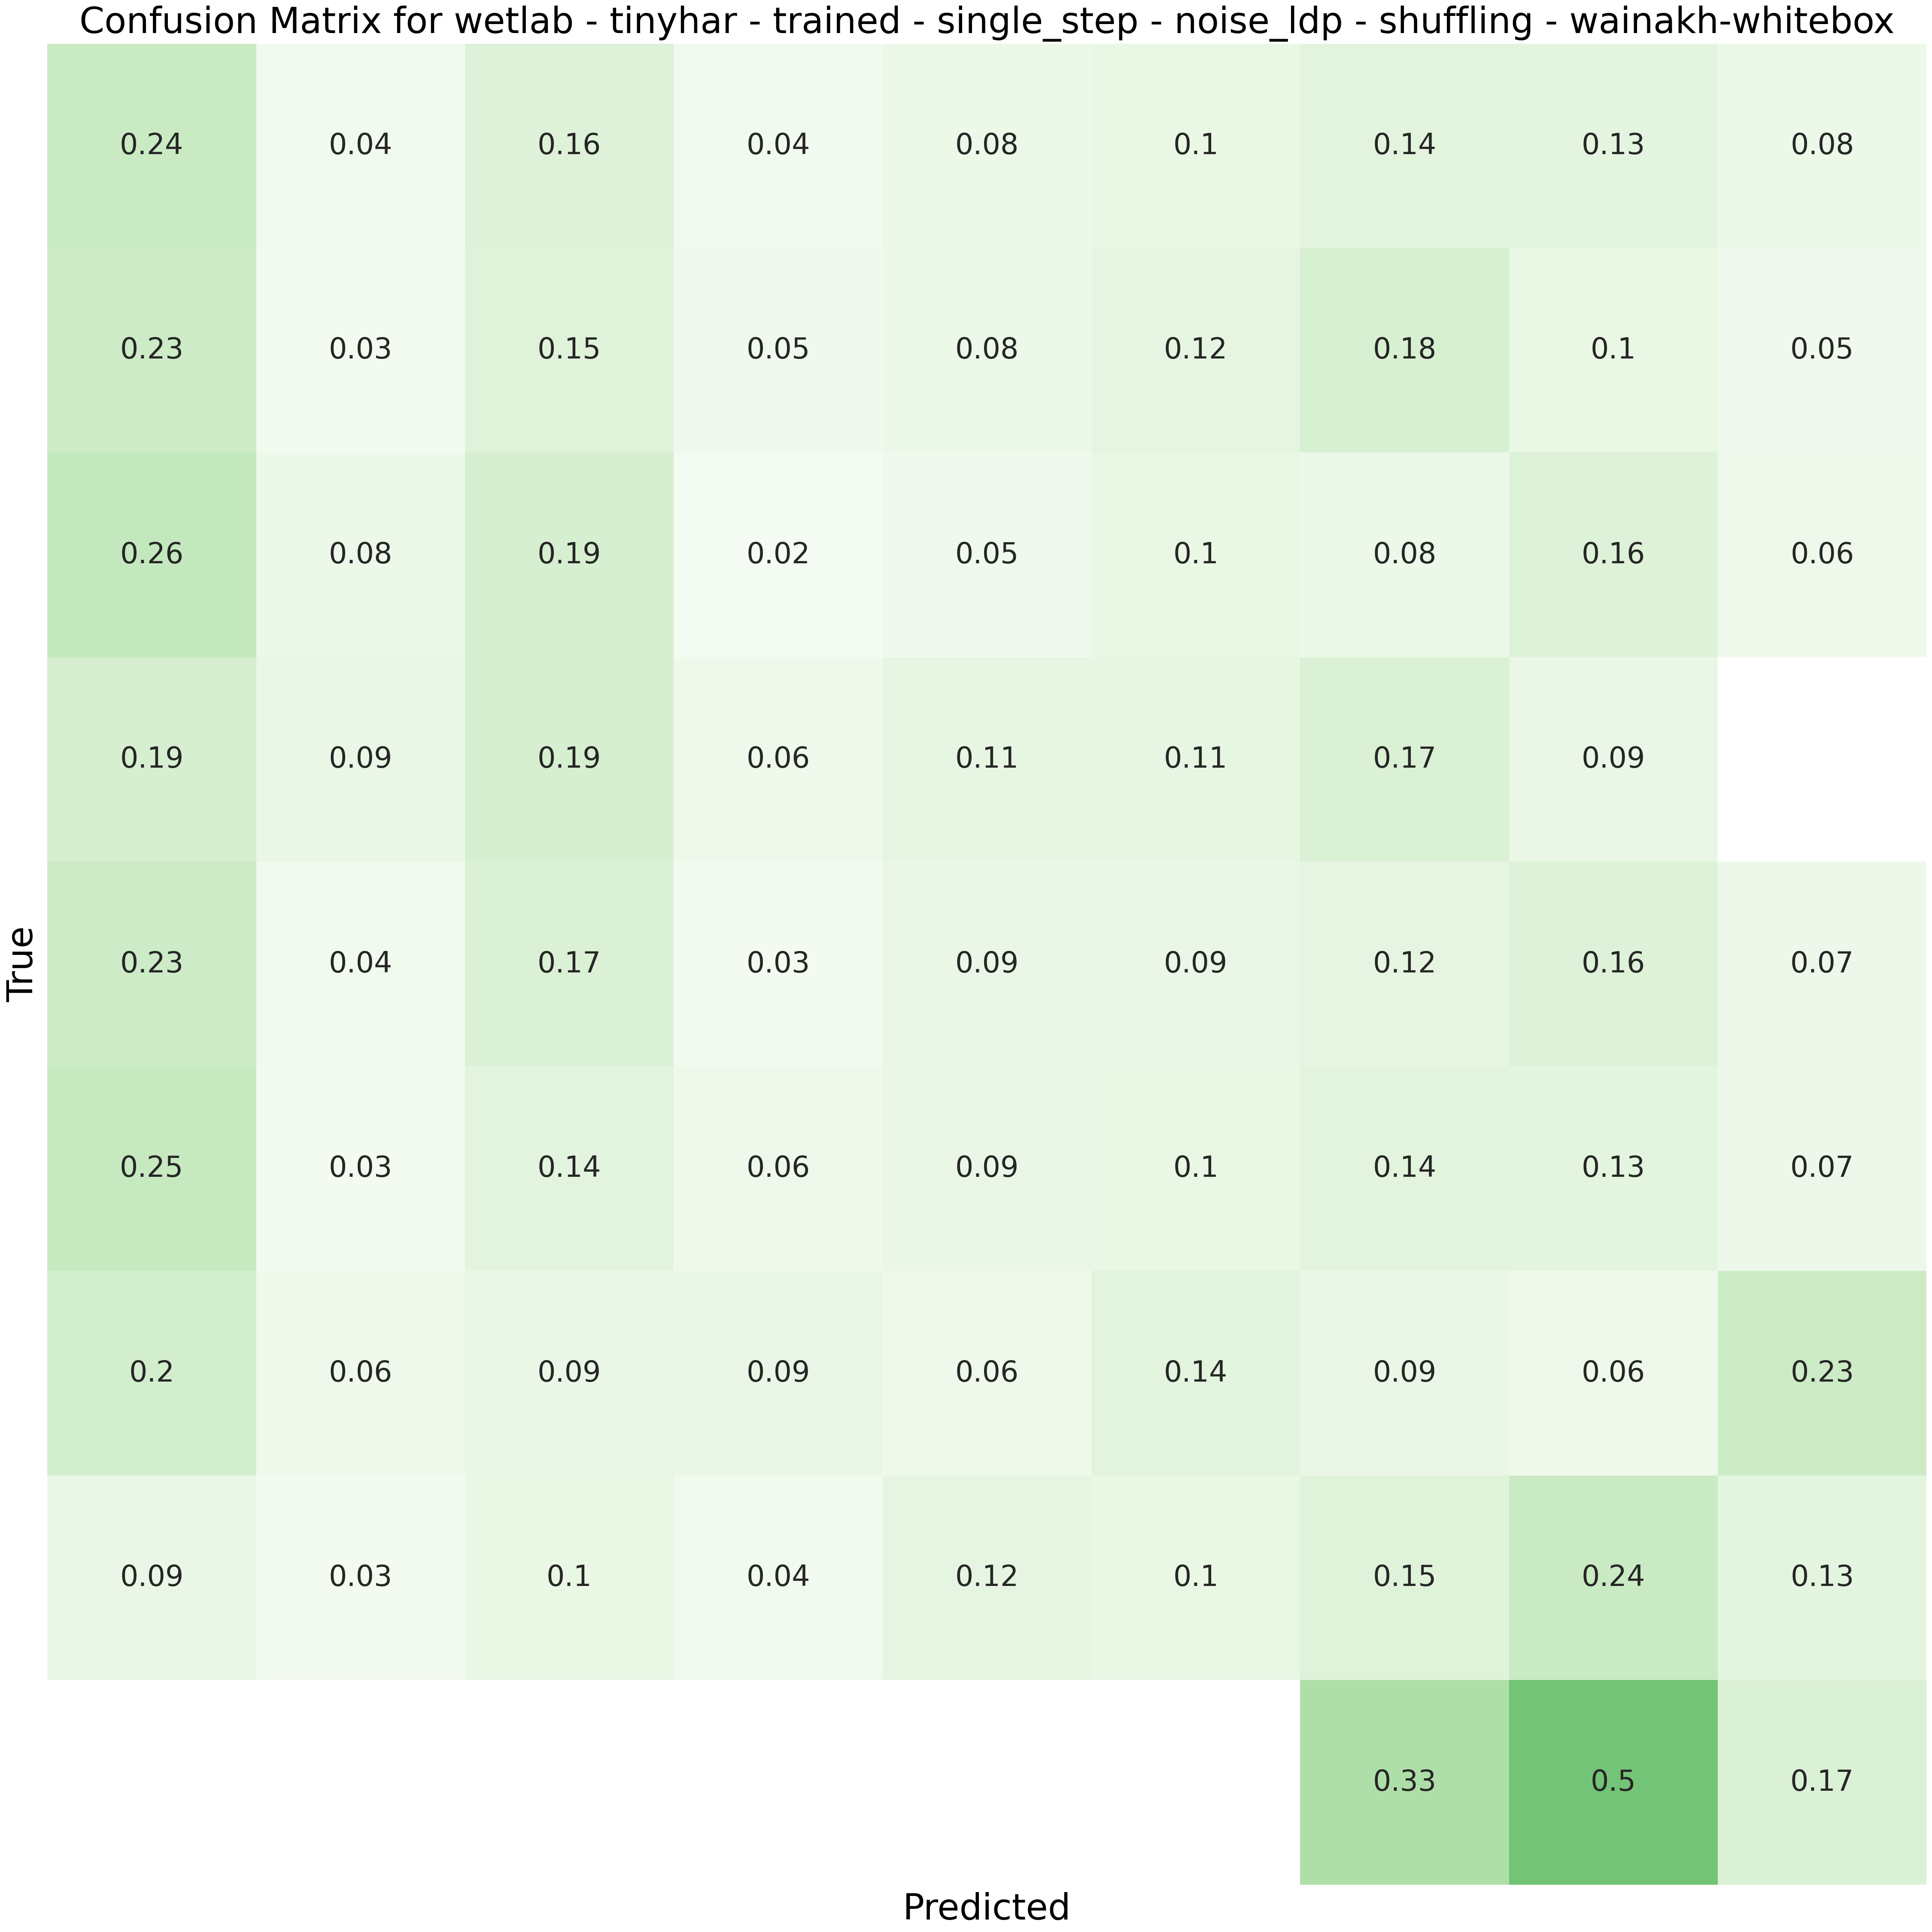 Confusion Matrix for wetlab - tinyhar - trained - single_step - noise_ldp - shuffling - wainakh-whitebox
0.24 0.04 0.16 0.04 0.08 0.1 0.14 0.13 0.08
0.23 0.03 0.15 0.05 0.08 0.12 0.18 0.1 0.05
0.26 0.08 0.19 0.02 0.05 0.1 0.08 0.16 0.06
0.19 0.09 0.19 0.06 0.11 0.11 0.17 0.09
0.23 0.04 0.17 0.03 0.09 0.09 0.12 0.16 0.07
True
0.25 0.03 0.14 0.06 0.09 0.1 0.14 0.13 0.07
0.2 0.06 0.09 0.09 0.06 0.14 0.09 0.06 0.23
0.09 0.03 0.1 0.04 0.12 0.1 0.15 0.24 0.13
0.33 0.5 0.17
Predicted